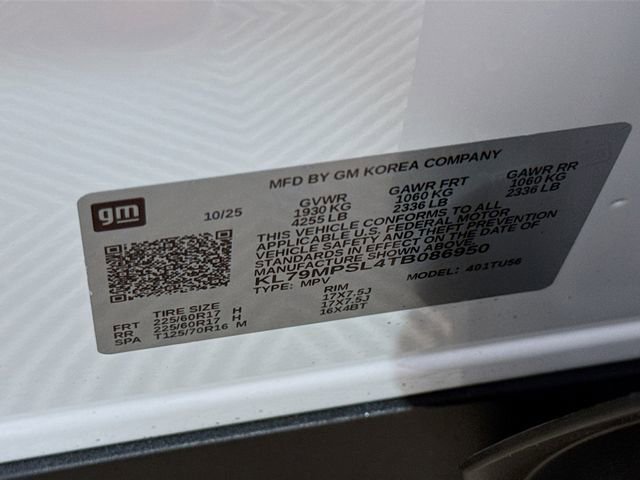 MFD BY GM KOREA COMPANY
gm
10/25
GVWR GAWR FRT GAWR RR
1930 KG 1060 KG 1060 KG
4255 LB 2336 LB 2336 LB
THIS VEHICLE CONFORMS TO ALL
APPLICABLE U.S. FEDERAL MOTOR
VEHICLE SAFETY AND THEFT PREVENTION
STANDARDS IN EFFECT ON THE DATE OF
MANUFACTURE SHOWN ABOVE.
KL79MPSL4TB086950
TYPE: MPV MODEL: 4D1TU56
TIRE SIZE RIM
FRT 225/60R17 H 17X7.5J
RR 225/60R17 H 17X7.5J
SPA T125/70R16 M 16X4BT